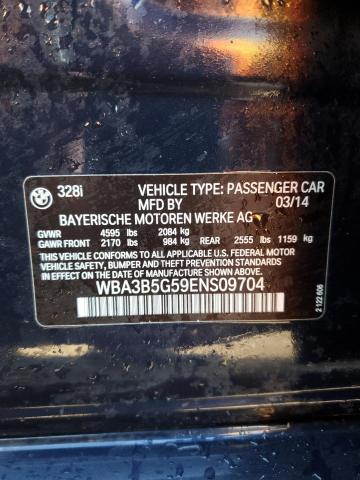 328i VEHICLE TYPE: PASSENGER CAR
MFD BY 03/14
BAYERISCHE MOTOREN WERKE AG
GVWR 4595 lbs 2084 kg
GAWR FRONT 2170 lbs 984 kg REAR 2555 lbs 1159 kg
THIS VEHICLE CONFORMS TO ALL APPLICABLE FEDERAL MOTOR
VEHICLE SAFETY, BUMPER, AND THEFT PREVENTION STANDARDS
IN EFFECT ON THE DATE OF MANUFACTURE SHOWN ABOVE.
WBA3B5G59ENS09704
2 122 606